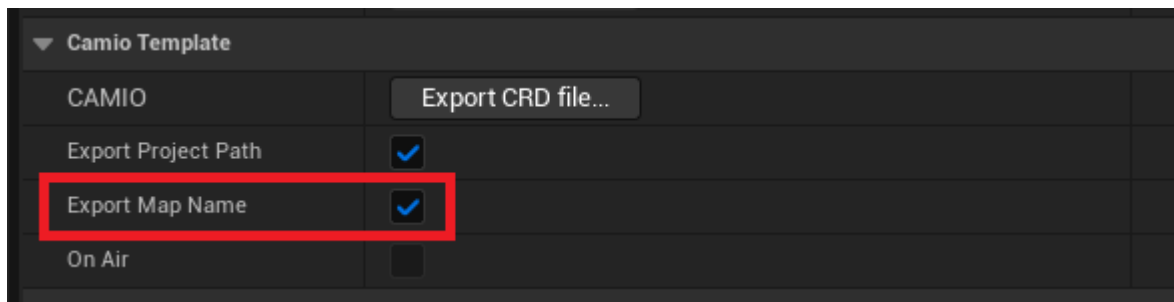 Camio Template
CAMIO Export CRD file...
Export Project Path
Export Map Name
On Air